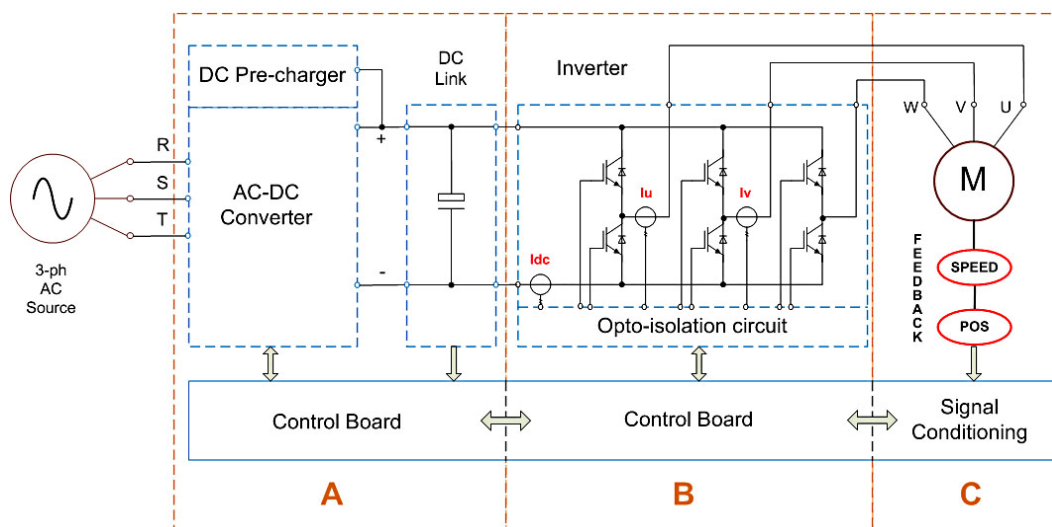 DC Pre-charger
DC
Link
Inverter
R
S
T
AC-DC
Converter
+
-
3-ph
AC
Source
Iu
Iv
Idc
Opto-isolation circuit
W
V
U
M
FEEDBACK
SPEED
POS
Control Board
Control Board
Signal
Conditioning
A
B
C